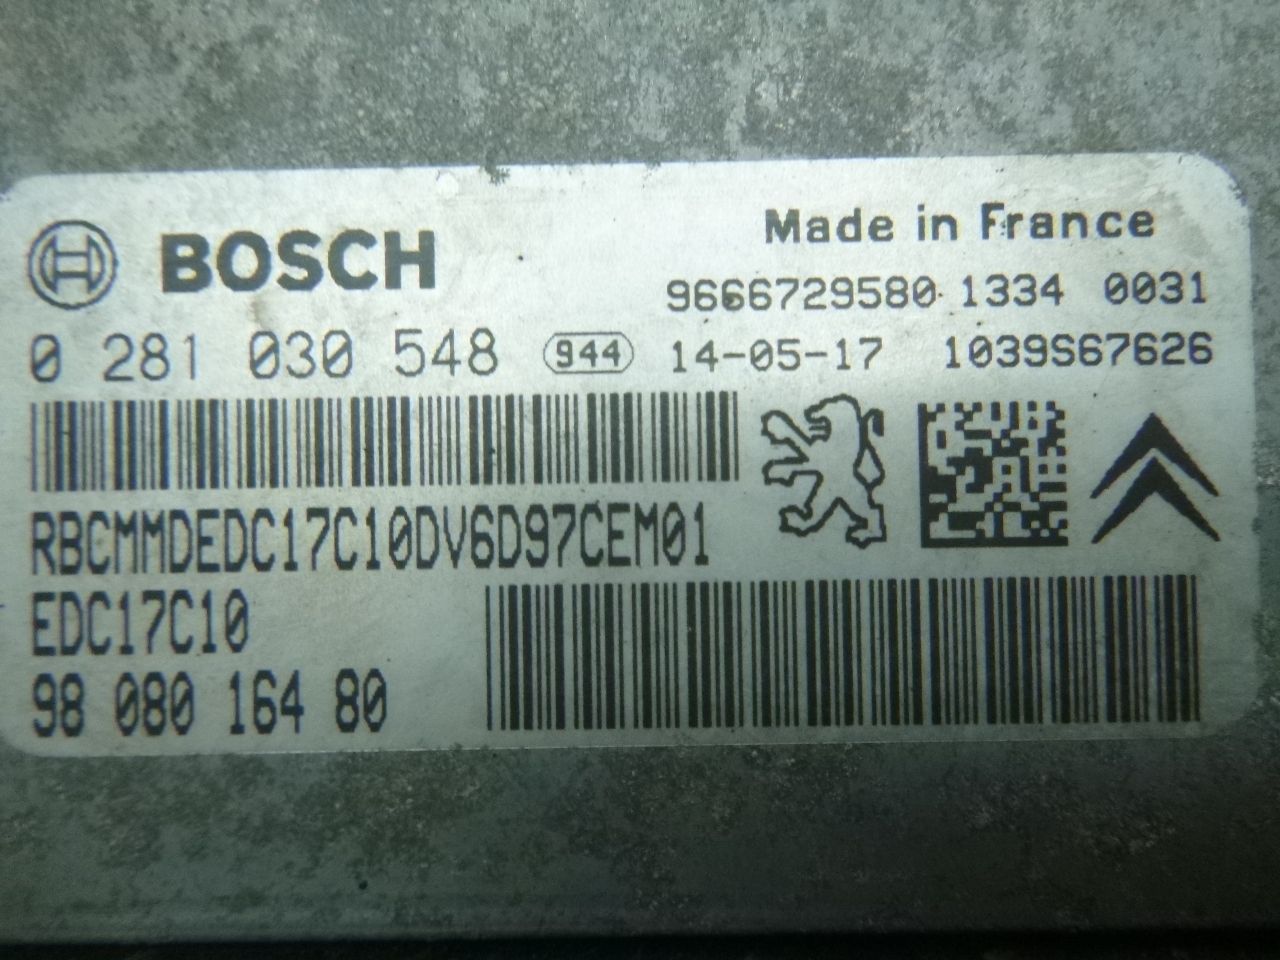 BOSCH
Made in France
9666729580 1334 0031
0 281 030 548 944 14-05-17 1039S67626
RBCMMDEDC17C10DV6D97CEM01
EDC17C10
98 080 164 80